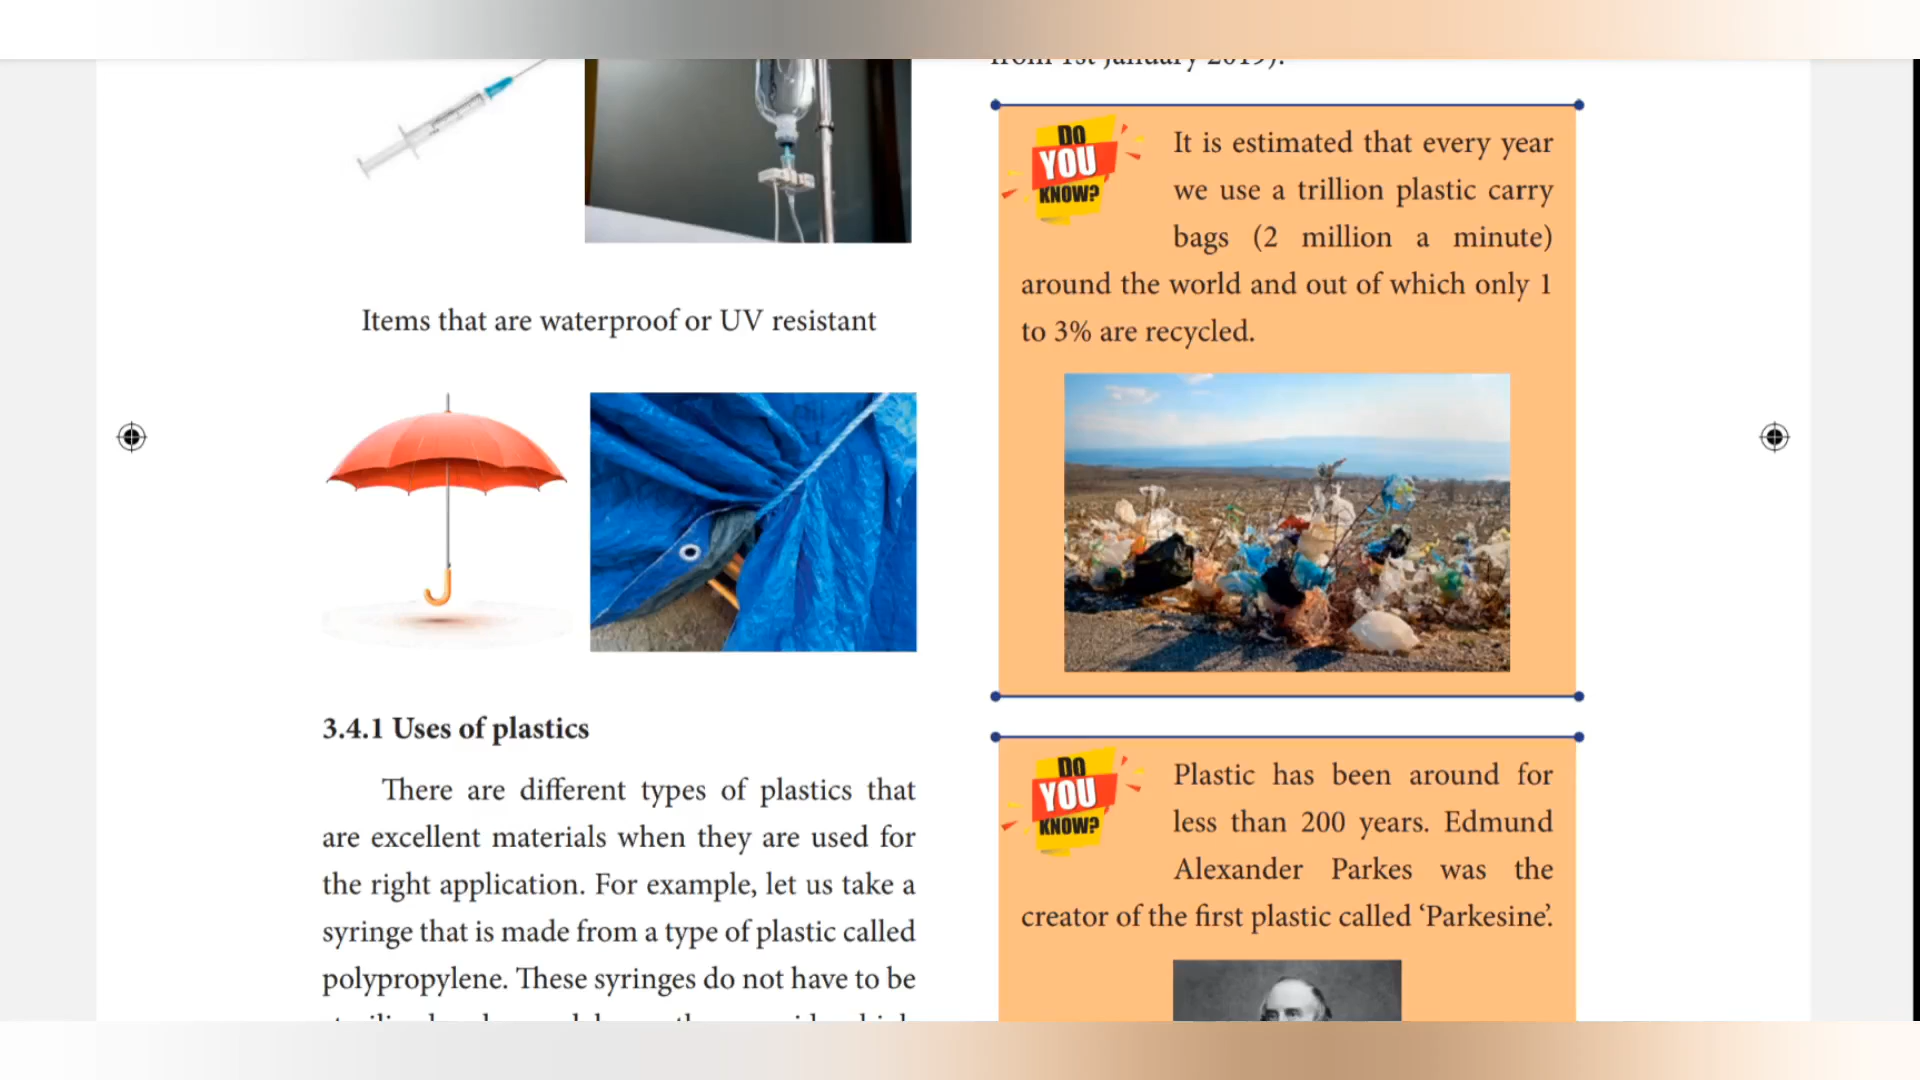 Items that are waterproof or UV resistant
3.4.1 Uses of plastics
There are different types of plastics that
are excellent materials when they are used for
the right application. For example, let us take a
syringe that is made from a type of plastic called
polypropylene. These syringes do not have to be
from 1st January 2019).
DO
YOU
KNOW?
It is estimated that every year
we use a trillion plastic carry
bags (2 million a minute)
around the world and out of which only 1
to 3% are recycled.
DO
YOU
KNOW?
Plastic has been around for
less than 200 years. Edmund
Alexander Parkes was the
creator of the first plastic called ‘Parkesine’.